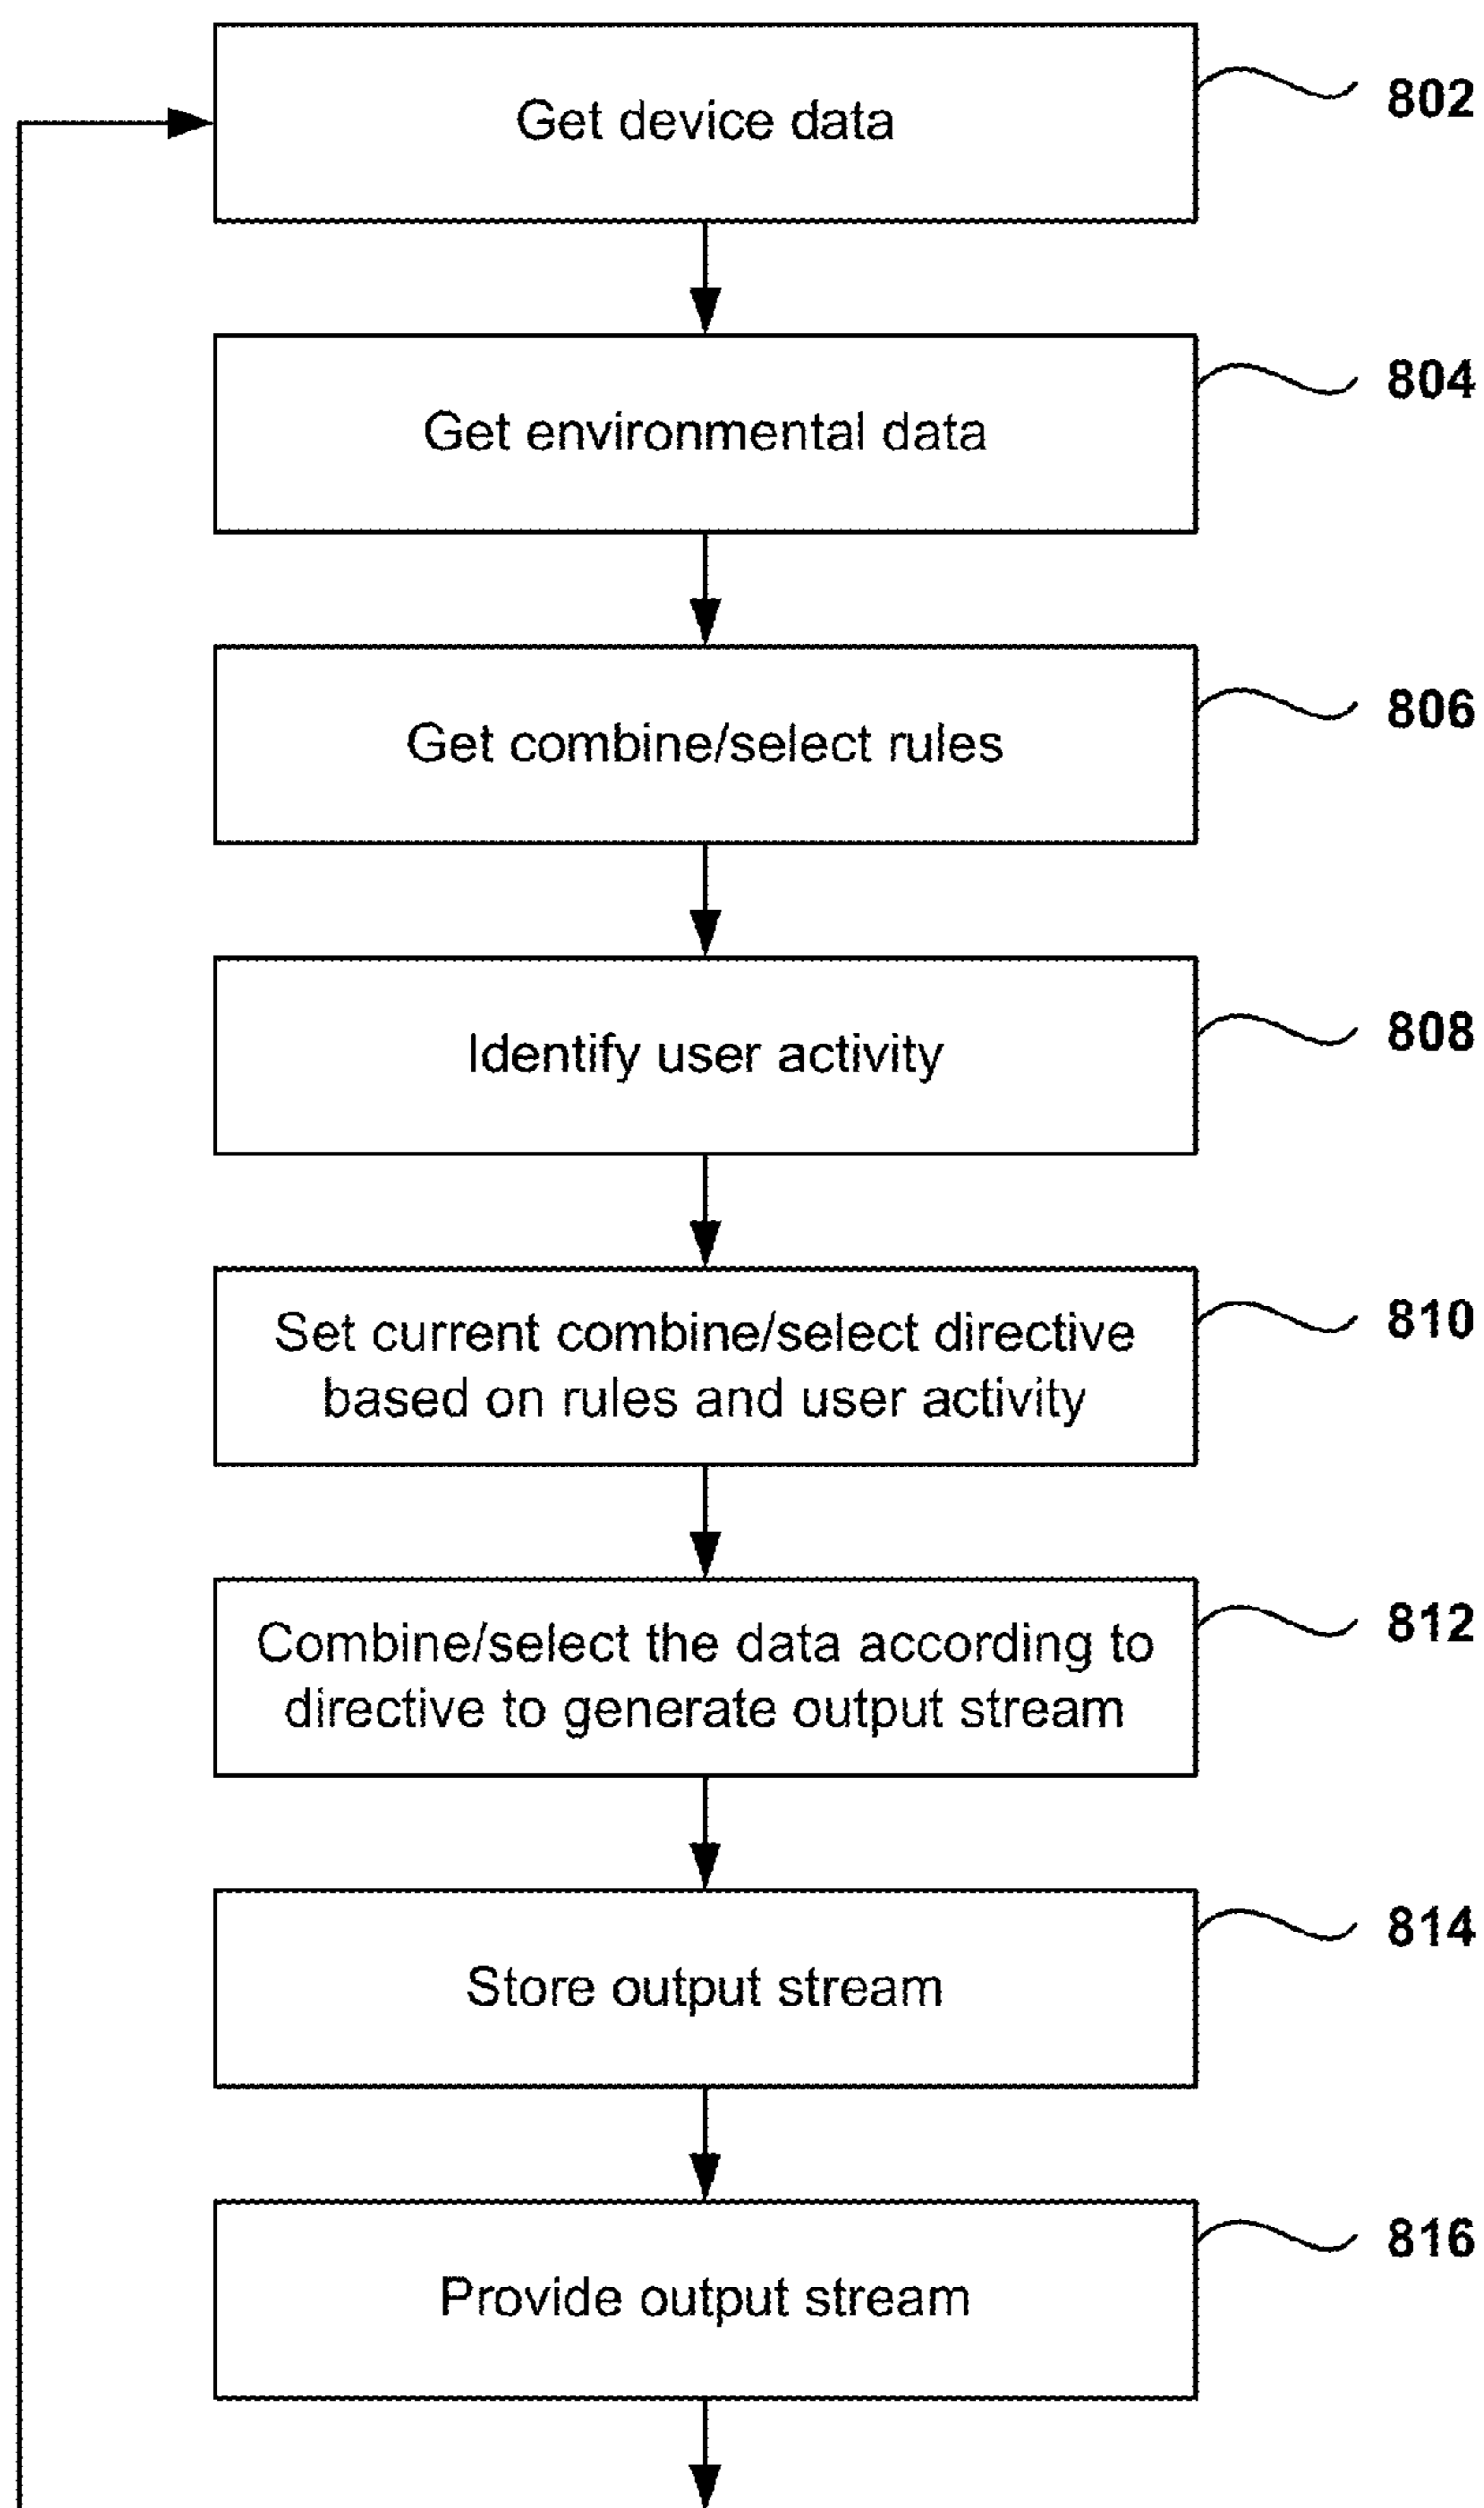 Get device data
802
Get environmental data
804
Get combine/select rules
806
Identify user activity
808
Set current combine/select directive
based on rules and user activity
810
Combine/select the data according to
directive to generate output stream
812
Store output stream
814
Provide output stream
816